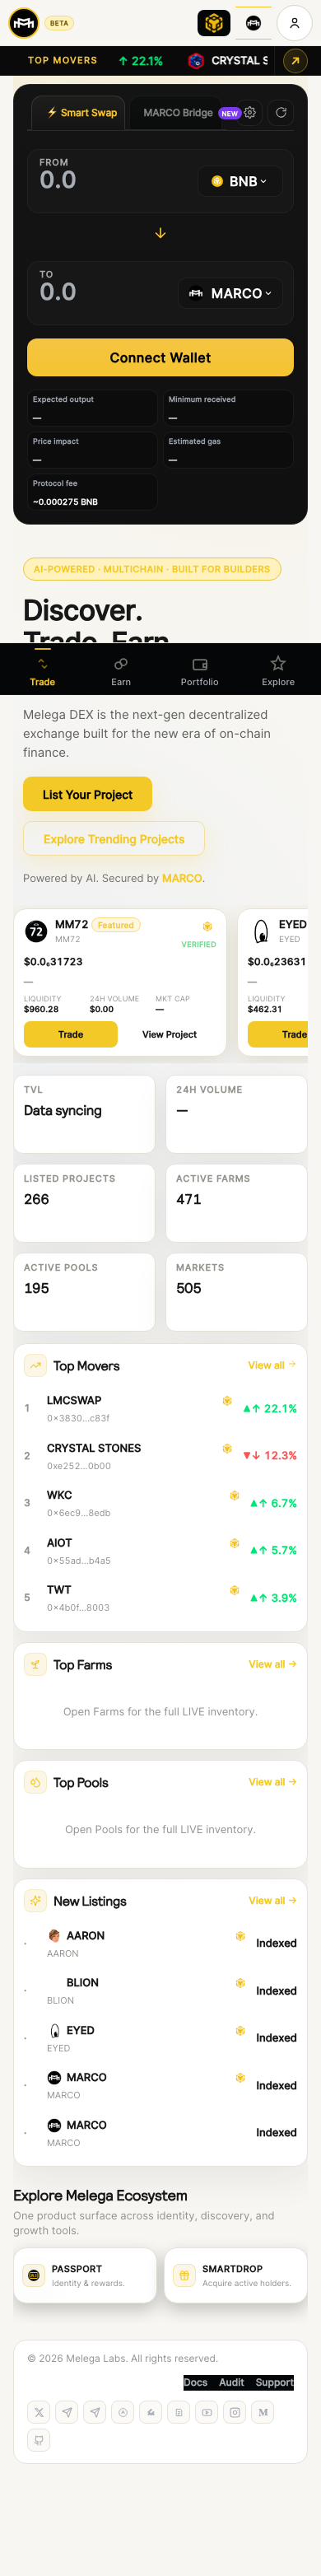 BETA
TOP MOVERS ↑ 22.1% CRYSTAL S
⚡ Smart Swap MARCO Bridge NEW
FROM
0.0
BNB
TO
0.0
MARCO
Connect Wallet
Expected output Minimum received
— —
Price impact Estimated gas
— —
Protocol fee
~0.000275 BNB
AI-POWERED · MULTICHAIN · BUILT FOR BUILDERS
Discover.
Trade. Earn
Trade Earn Portfolio Explore
Melega DEX is the next-gen decentralized
exchange built for the new era of on-chain
finance.
List Your Project
Explore Trending Projects
Powered by AI. Secured by MARCO.
72 MM72 Featured EYED
MM72 VERIFIED EYED
$0.0₆31723 $0.0₆23631
— —
LIQUIDITY 24H VOLUME MKT CAP LIQUIDITY
$960.28 $0.00 — $462.31
Trade View Project Trade
TVL 24H VOLUME
Data syncing —
LISTED PROJECTS ACTIVE FARMS
266 471
ACTIVE POOLS MARKETS
195 505
Top Movers View all →
1 LMCSWAP ▲↑ 22.1%
0x3830...c83f
2 CRYSTAL STONES ▼↓ 12.3%
0xe252...0b00
3 WKC ▲↑ 6.7%
0x6ec9...8edb
4 AIOT ▲↑ 5.7%
0x55ad...b4a5
5 TWT ▲↑ 3.9%
0x4b0f...8003
Top Farms View all →
Open Farms for the full LIVE inventory.
Top Pools View all →
Open Pools for the full LIVE inventory.
New Listings View all →
· AARON Indexed
AARON
· BLION Indexed
BLION
· EYED Indexed
EYED
· MARCO Indexed
MARCO
· MARCO Indexed
MARCO
Explore Melega Ecosystem
One product surface across identity, discovery, and
growth tools.
PASSPORT SMARTDROP
Identity & rewards. Acquire active holders.
© 2026 Melega Labs. All rights reserved.
Docs Audit Support